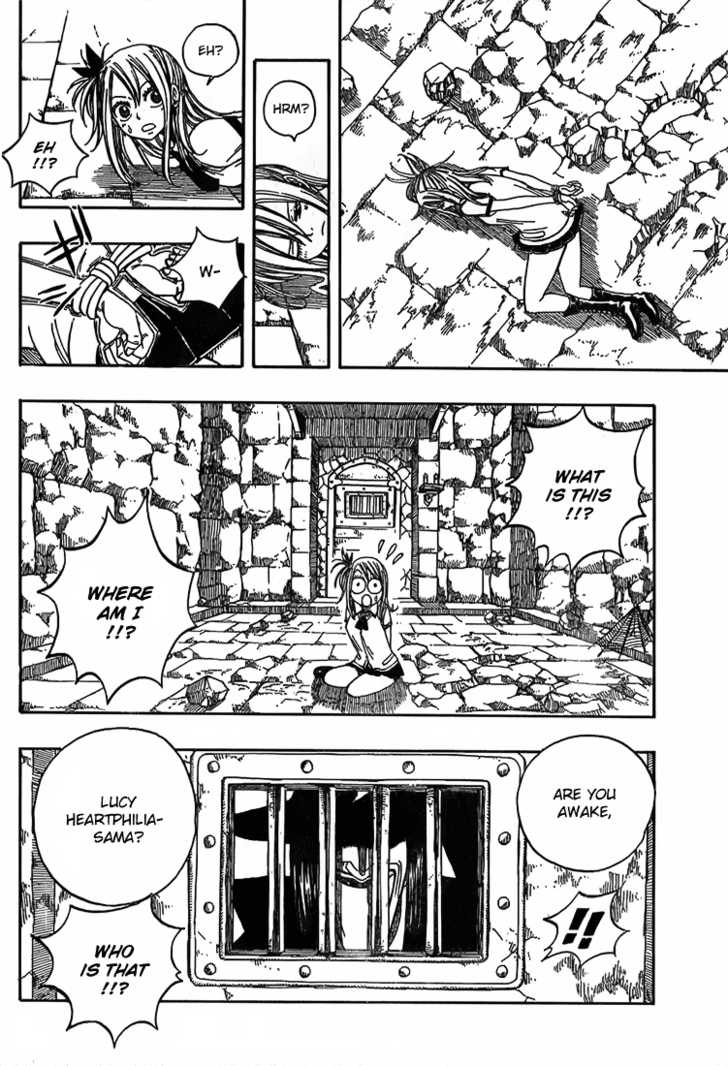 HRM?
EH?
EH
!!?
W-
WHAT
IS THIS
!!?
WHERE
AM I
!!?
ARE YOU
AWAKE,
LUCY
HEARTPHILIA-
SAMA?
!!
WHO
IS THAT
!!?